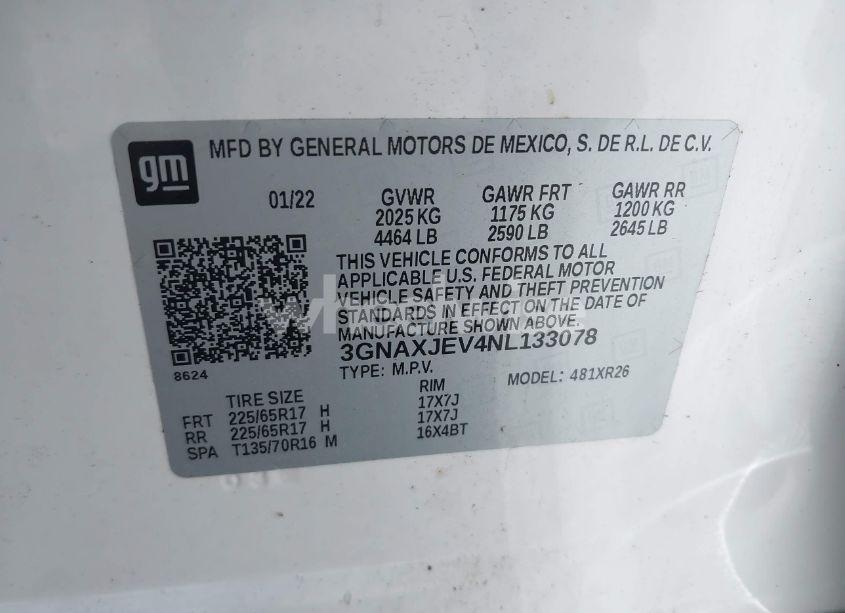 gm MFD BY GENERAL MOTORS DE MEXICO, S. DE R.L. DE C.V.
01/22 GVWR GAWR FRT GAWR RR
2025 KG 1175 KG 1200 KG
4464 LB 2590 LB 2645 LB
THIS VEHICLE CONFORMS TO ALL
APPLICABLE U.S. FEDERAL MOTOR
VEHICLE SAFETY AND THEFT PREVENTION
STANDARDS IN EFFECT ON THE DATE OF
MANUFACTURE SHOWN ABOVE.
3GNAXJEV4NL133078
8624
TYPE: M.P.V. MODEL: 481XR26
TIRE SIZE RIM
FRT 225/65R17 H 17X7J
RR 225/65R17 H 17X7J
SPA T135/70R16 M 16X4BT